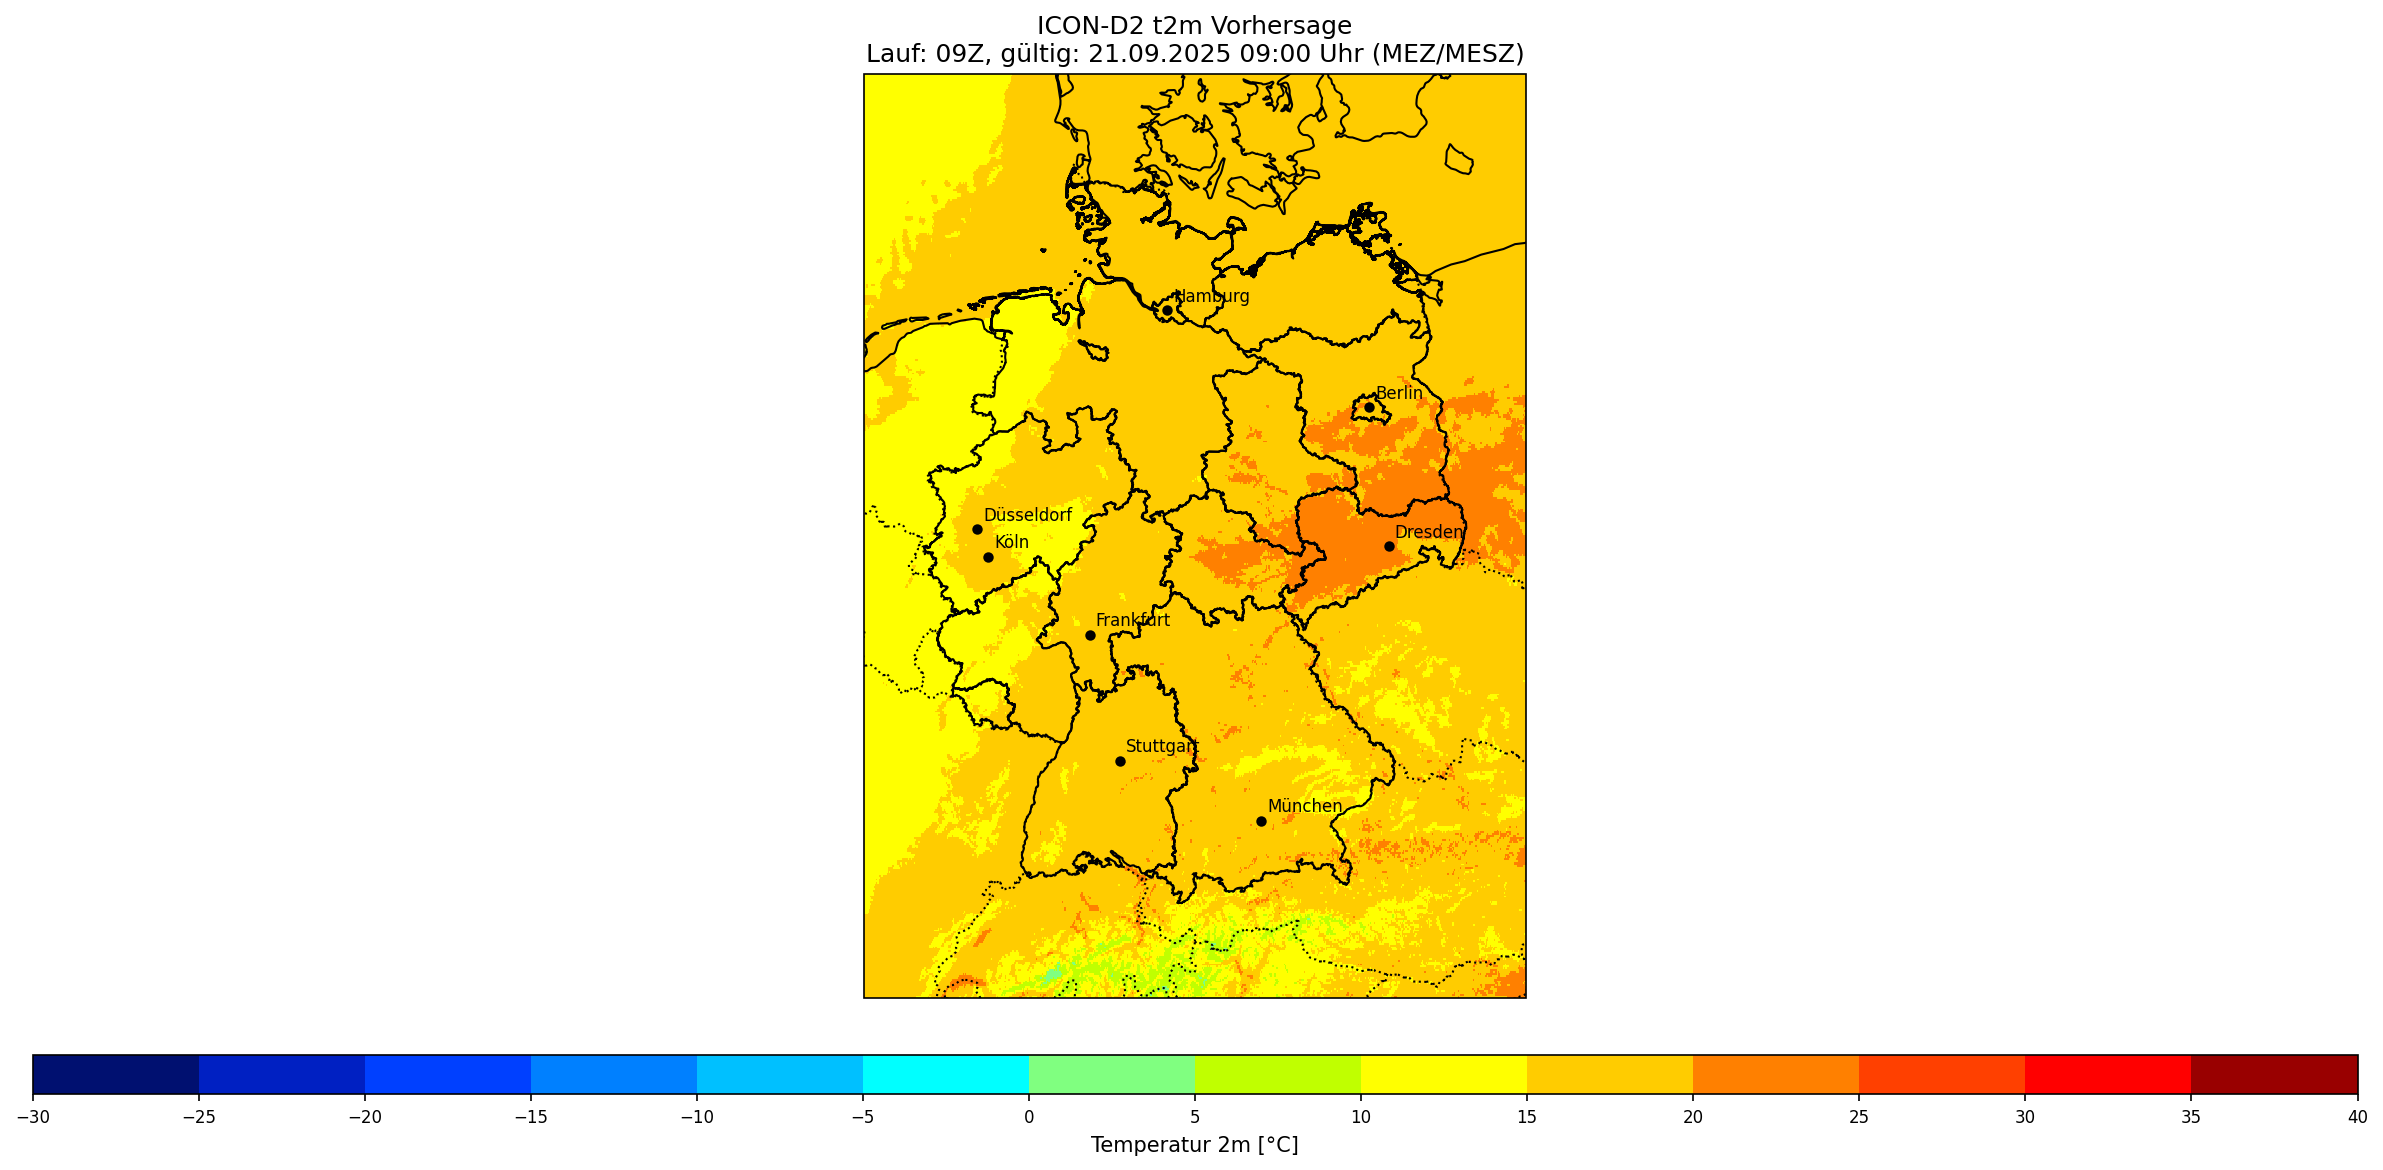 ICON-D2 t2m Vorhersage
Lauf: 09Z, gültig: 21.09.2025 09:00 Uhr (MEZ/MESZ)
Hamburg
Berlin
Düsseldorf
Dresden
Köln
Frankfurt
Stuttgart
München
−30 −25 −20 −15 −10 −5 0 5 10 15 20 25 30 35 40
Temperatur 2m [°C]